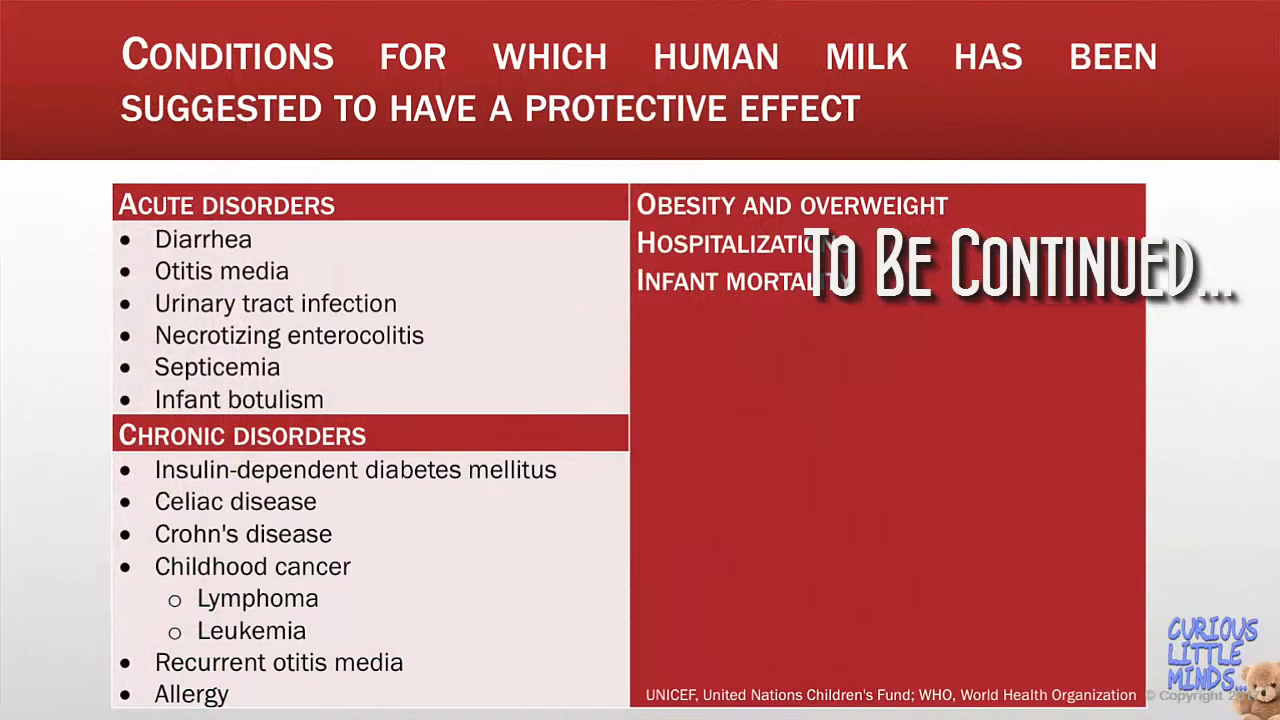 Conditions for which human milk has been
suggested to have a protective effect
Acute disorders
• Diarrhea
• Otitis media
• Urinary tract infection
• Necrotizing enterocolitis
• Septicemia
• Infant botulism
Chronic disorders
• Insulin-dependent diabetes mellitus
• Celiac disease
• Crohn's disease
• Childhood cancer
o Lymphoma
o Leukemia
• Recurrent otitis media
• Allergy
Obesity and overweight
Hospitalization
Infant mortality
To Be Continued...
UNICEF, United Nations Children's Fund; WHO, World Health Organization
Curious
Little
Minds...
© Copyright